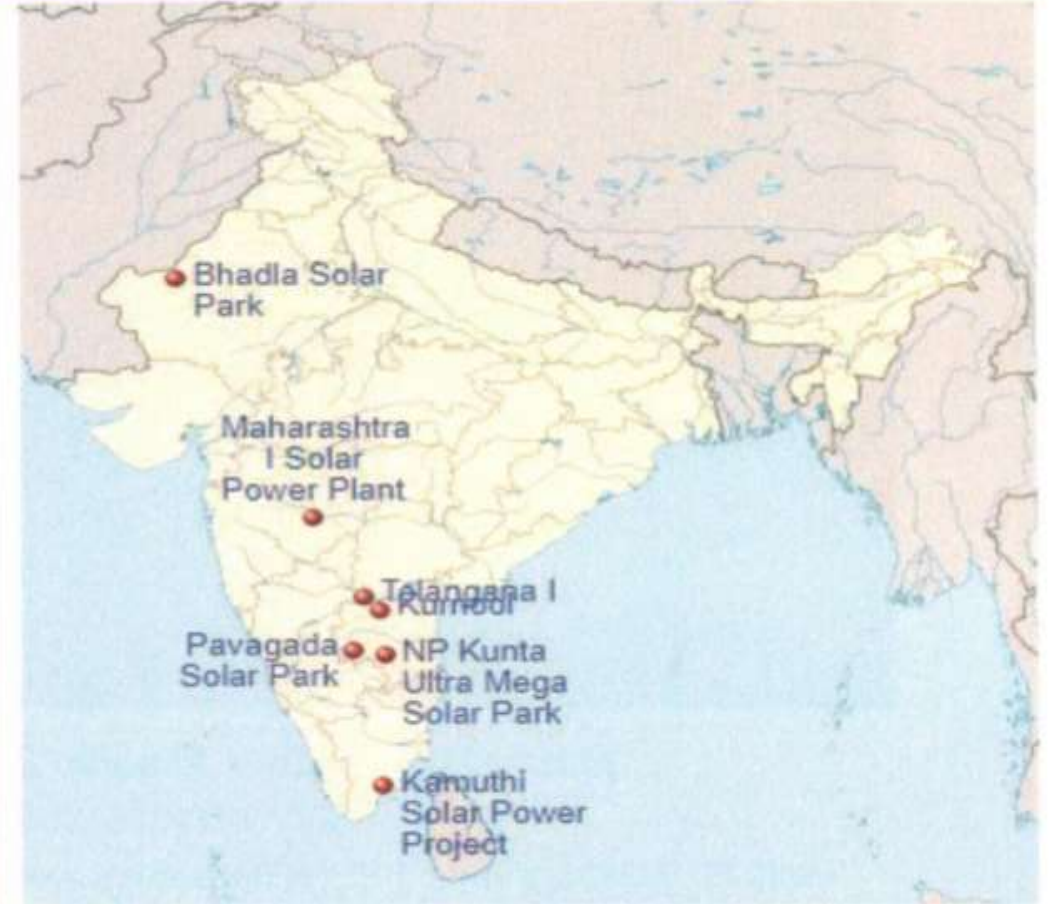 Bhadla Solar
Park
Maharashtra
I Solar
Power Plant
Telangana I
Kurnool
Pavagada
Solar Park
NP Kunta
Ultra Mega
Solar Park
Kamuthi
Solar Power
Project